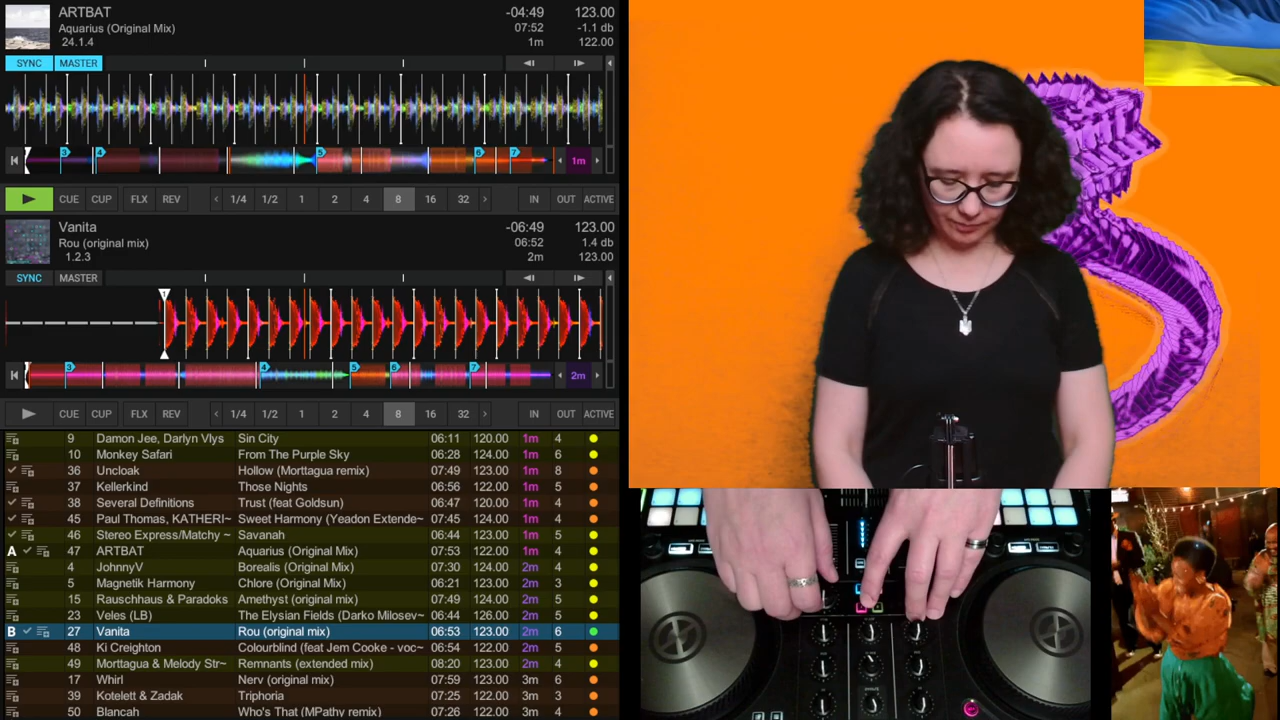 ARTBAT -04:49 123.00
Aquarius (Original Mix) 07:52 -1.1 db
24.1.4 1m 122.00
SYNC MASTER
3 4 5 6 7 1m
CUE CUP FLX REV 1/4 1/2 1 2 4 8 16 32 IN OUT ACTIVE
Vanita -06:49 123.00
Rou (original mix) 06:52 1.4 db
1.2.3 2m 123.00
SYNC MASTER
1
3 4 5 6 7 2m
CUE CUP FLX REV 1/4 1/2 1 2 4 8 16 32 IN OUT ACTIVE
9 Damon Jee, Darlyn Vlys Sin City 06:11 120.00 1m 4
10 Monkey Safari From The Purple Sky 06:28 124.00 1m 6
36 Uncloak Hollow (Morttagua remix) 07:49 123.00 1m 8
37 Kellerkind Those Nights 06:56 122.00 1m 5
38 Several Definitions Trust (feat Goldsun) 06:47 120.00 1m 4
45 Paul Thomas, KATHERI~ Sweet Harmony (Yeadon Extende~ 07:45 124.00 1m 4
46 Stereo Express/Matchy ~ Savanah 06:44 123.00 1m 5
A 47 ARTBAT Aquarius (Original Mix) 07:53 122.00 1m 4
4 JohnnyV Borealis (Original Mix) 07:30 124.00 2m 4
5 Magnetik Harmony Chlore (Original Mix) 06:21 123.00 2m 3
15 Rauschhaus & Paradoks Amethyst (original mix) 07:49 124.00 2m 5
23 Veles (LB) The Elysian Fields (Darko Milosev~ 06:44 126.00 2m 5
B 27 Vanita Rou (original mix) 06:53 123.00 2m 6
48 Ki Creighton Colourblind (feat Jem Cooke - voc~ 06:54 122.00 2m 5
49 Morttagua & Melody Str~ Remnants (extended mix) 08:20 123.00 2m 4
17 Whirl Nerv (original mix) 07:59 123.00 3m 6
39 Kotelett & Zadak Triphoria 07:25 122.00 3m 3
50 Blancah Who's That (MPathy remix) 07:26 122.00 3m 4